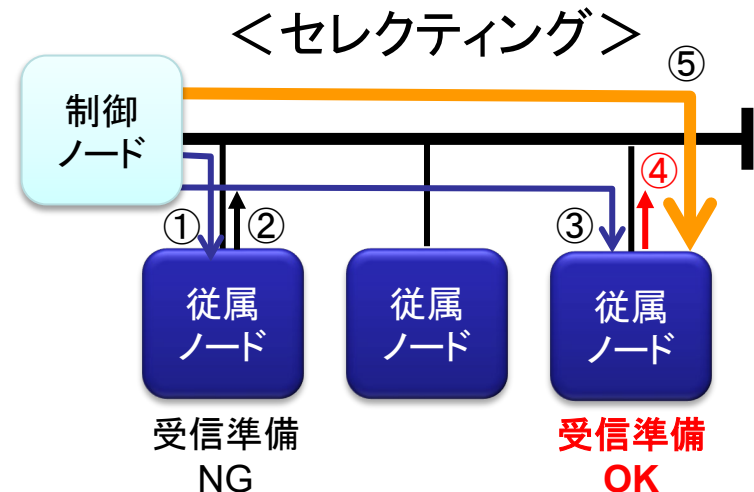 ＜セレクティング＞
⑤
制御
ノード
④
① ② ③
従属
ノード
従属
ノード
従属
ノード
受信準備
NG
受信準備
OK